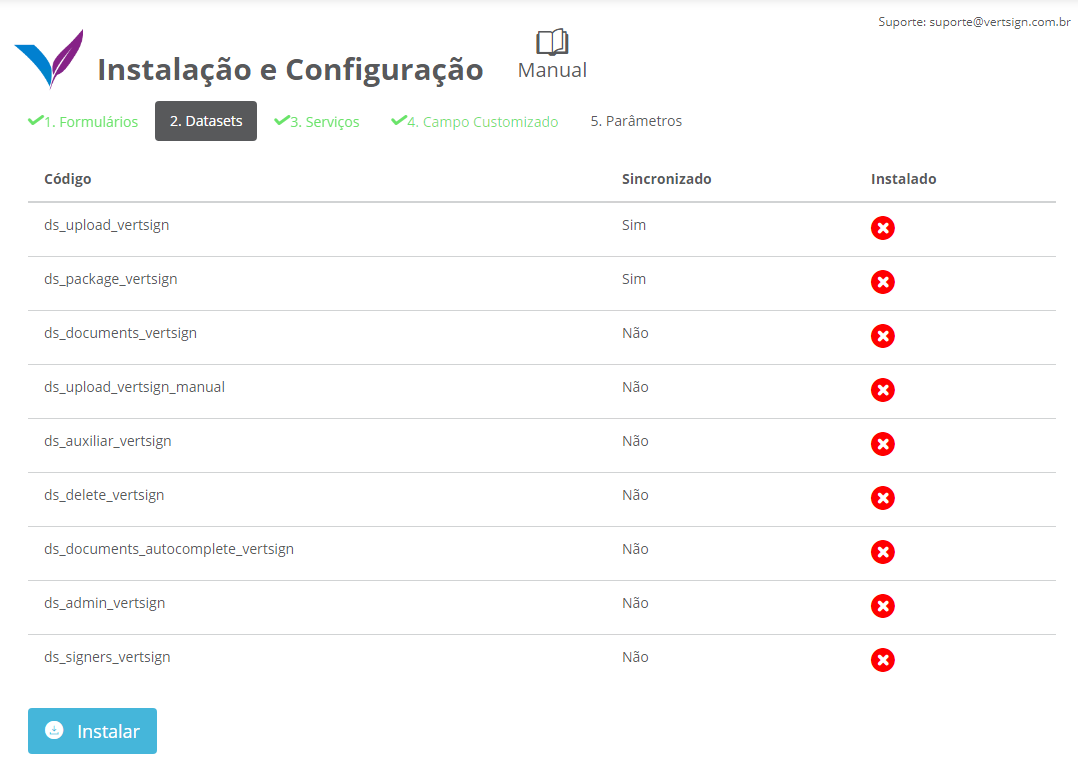 Suporte: suporte@vertsign.com.br
Instalação e Configuração
Manual
1. Formulários 2. Datasets 3. Serviços 4. Campo Customizado 5. Parâmetros
Código Sincronizado Instalado
ds_upload_vertsign Sim
ds_package_vertsign Sim
ds_documents_vertsign Não
ds_upload_vertsign_manual Não
ds_auxiliar_vertsign Não
ds_delete_vertsign Não
ds_documents_autocomplete_vertsign Não
ds_admin_vertsign Não
ds_signers_vertsign Não
Instalar